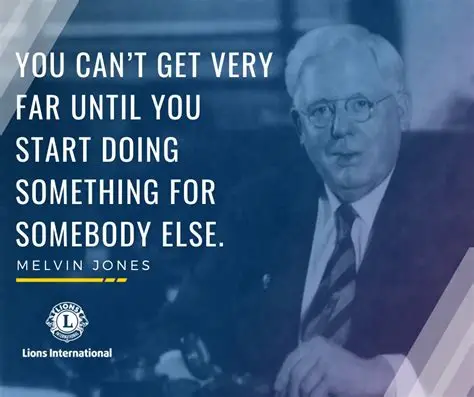 YOU CAN'T GET VERY
FAR UNTIL YOU
START DOING
SOMETHING FOR
SOMEBODY ELSE.
MELVIN JONES
LIONS
L
INTERNATIONAL
Lions International